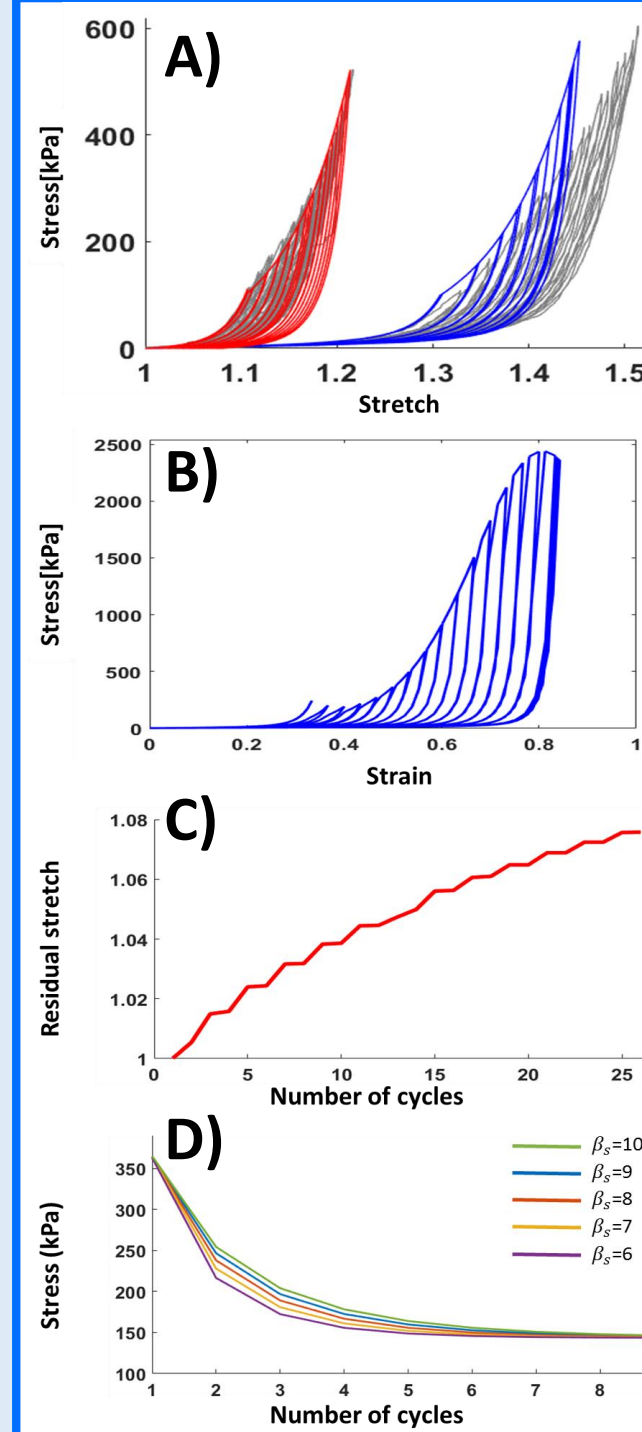 A)
600
400
200
0
Stress[kPa]
1 1.1 1.2 1.3 1.4 1.5
Stretch
B)
2500
2000
1500
1000
500
0
Stress[kPa]
0 0.2 0.4 0.6 0.8 1
Strain
C)
1.08
1.06
1.04
1.02
1
Residual stretch
0 5 10 15 20 25
Number of cycles
D)
βs=10
βs=9
βs=8
βs=7
βs=6
350
300
250
200
150
100
Stress (kPa)
1 2 3 4 5 6 7 8
Number of cycles